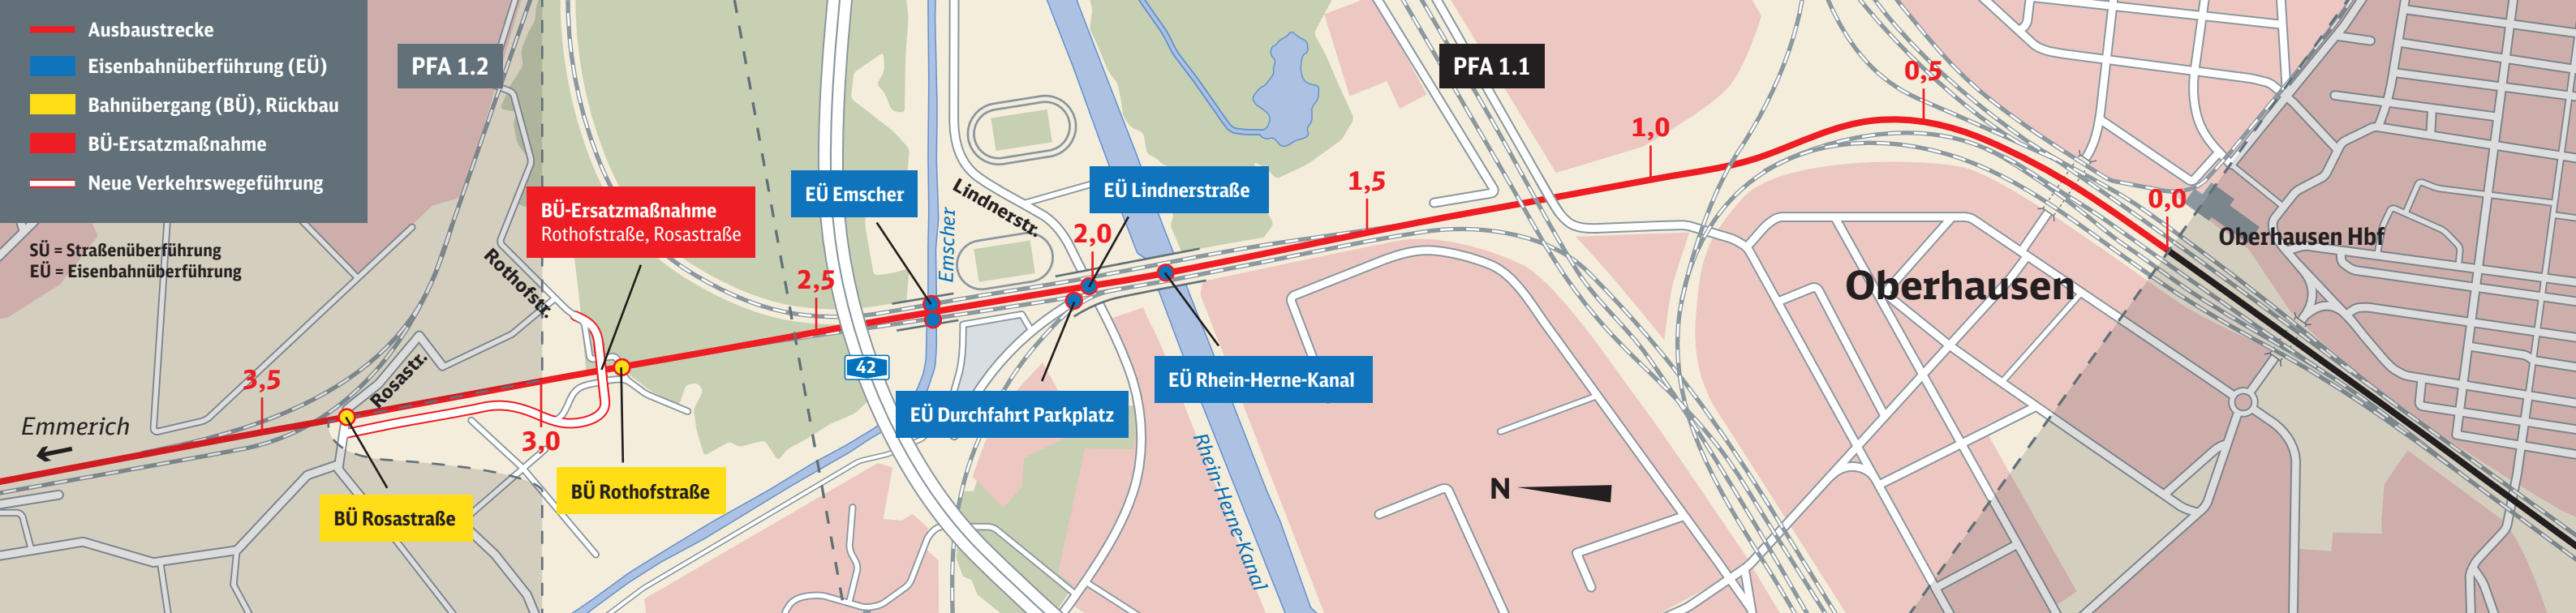 Ausbaustrecke
Eisenbahnüberführung (EÜ)
Bahnübergang (BÜ), Rückbau
BÜ-Ersatzmaßnahme
Neue Verkehrswegeführung
SÜ = Straßenüberführung
EÜ = Eisenbahnüberführung
PFA 1.2
PFA 1.1
BÜ-Ersatzmaßnahme
Rothofstraße, Rosastraße
Rothofstr.
Rosastr.
EÜ Emscher
Emscher
Lindnerstr.
EÜ Lindnerstraße
0,0
0,5
1,0
1,5
2,0
2,5
3,0
3,5
Oberhausen Hbf
Oberhausen
42
EÜ Durchfahrt Parkplatz
EÜ Rhein-Herne-Kanal
Rhein-Herne-Kanal
Emmerich
BÜ Rosastraße
BÜ Rothofstraße
N